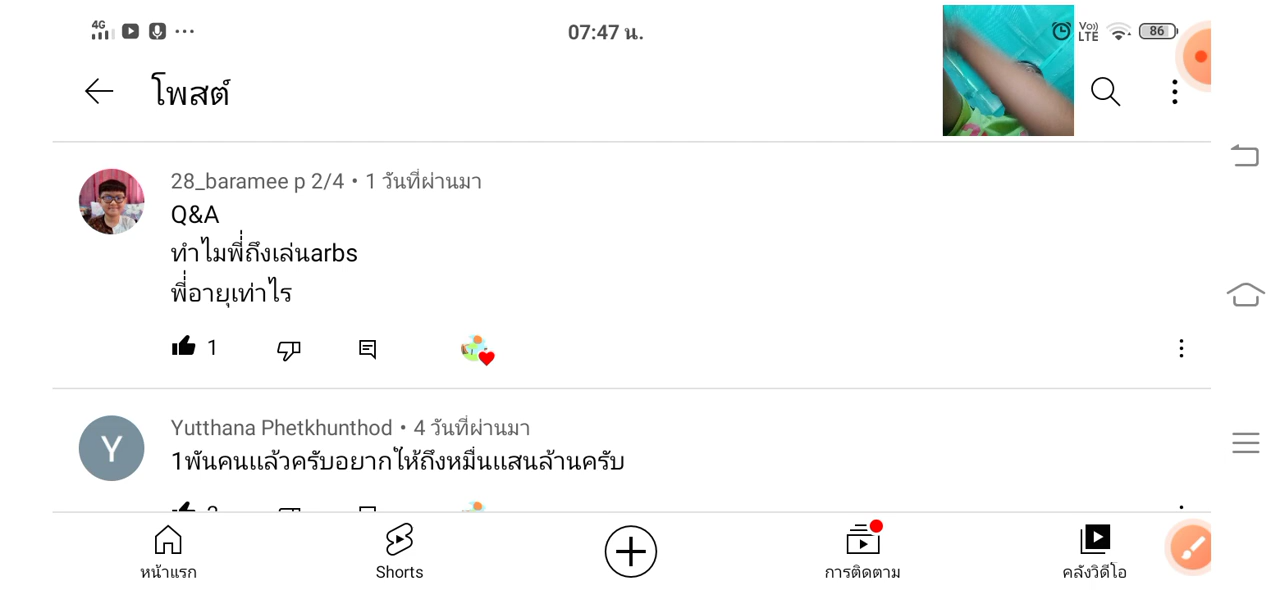 4G
07:47 น.
Vo))
LTE
86
โพสต์
28_baramee p 2/4 • 1 วันที่ผ่านมา
Q&A
ทำไมพี่ถึงเล่นarbs
พี่อายุเท่าไร
1
Y
Yutthana Phetkhunthod • 4 วันที่ผ่านมา
1พันคนแล้วครับอยากไห้ถึงหมื่นแสนล้านครับ
หน้าแรก
Shorts
การติดตาม
คลังวิดีโอ